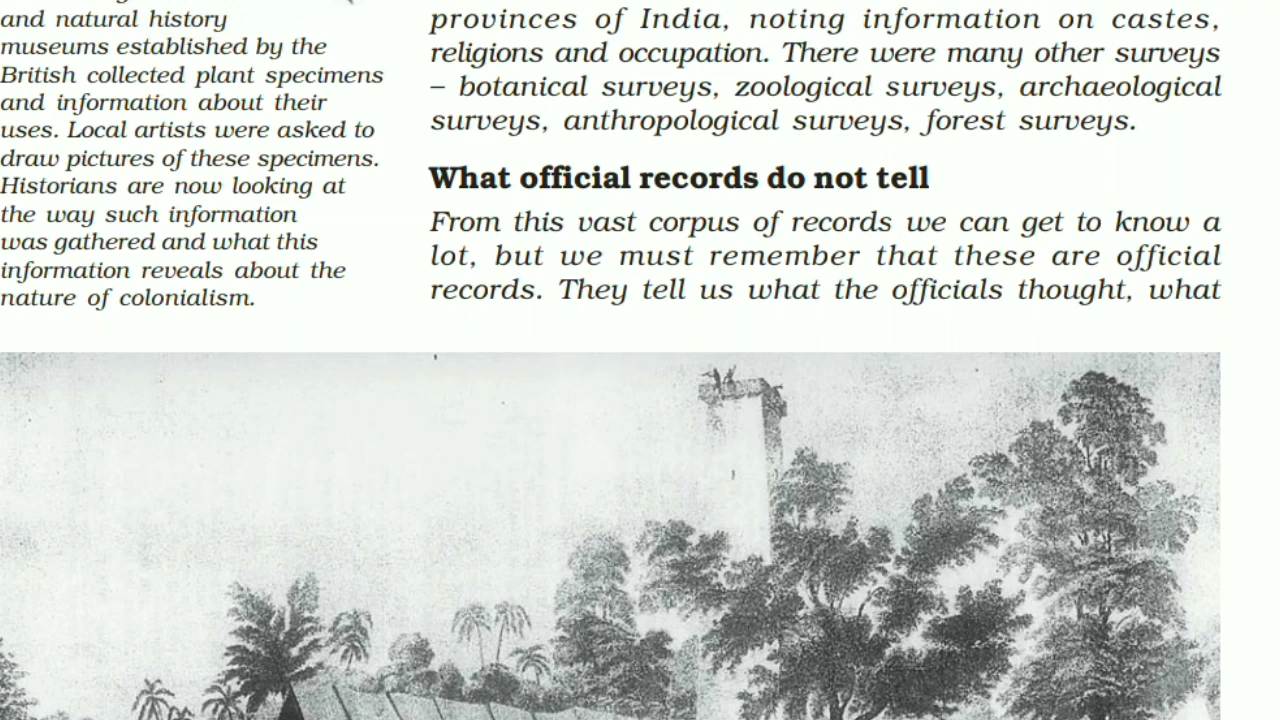 and natural history
museums established by the
British collected plant specimens
and information about their
uses. Local artists were asked to
draw pictures of these specimens.
Historians are now looking at
the way such information
was gathered and what this
information reveals about the
nature of colonialism.
provinces of India, noting information on castes,
religions and occupation. There were many other surveys
– botanical surveys, zoological surveys, archaeological
surveys, anthropological surveys, forest surveys.
What official records do not tell
From this vast corpus of records we can get to know a
lot, but we must remember that these are official
records. They tell us what the officials thought, what